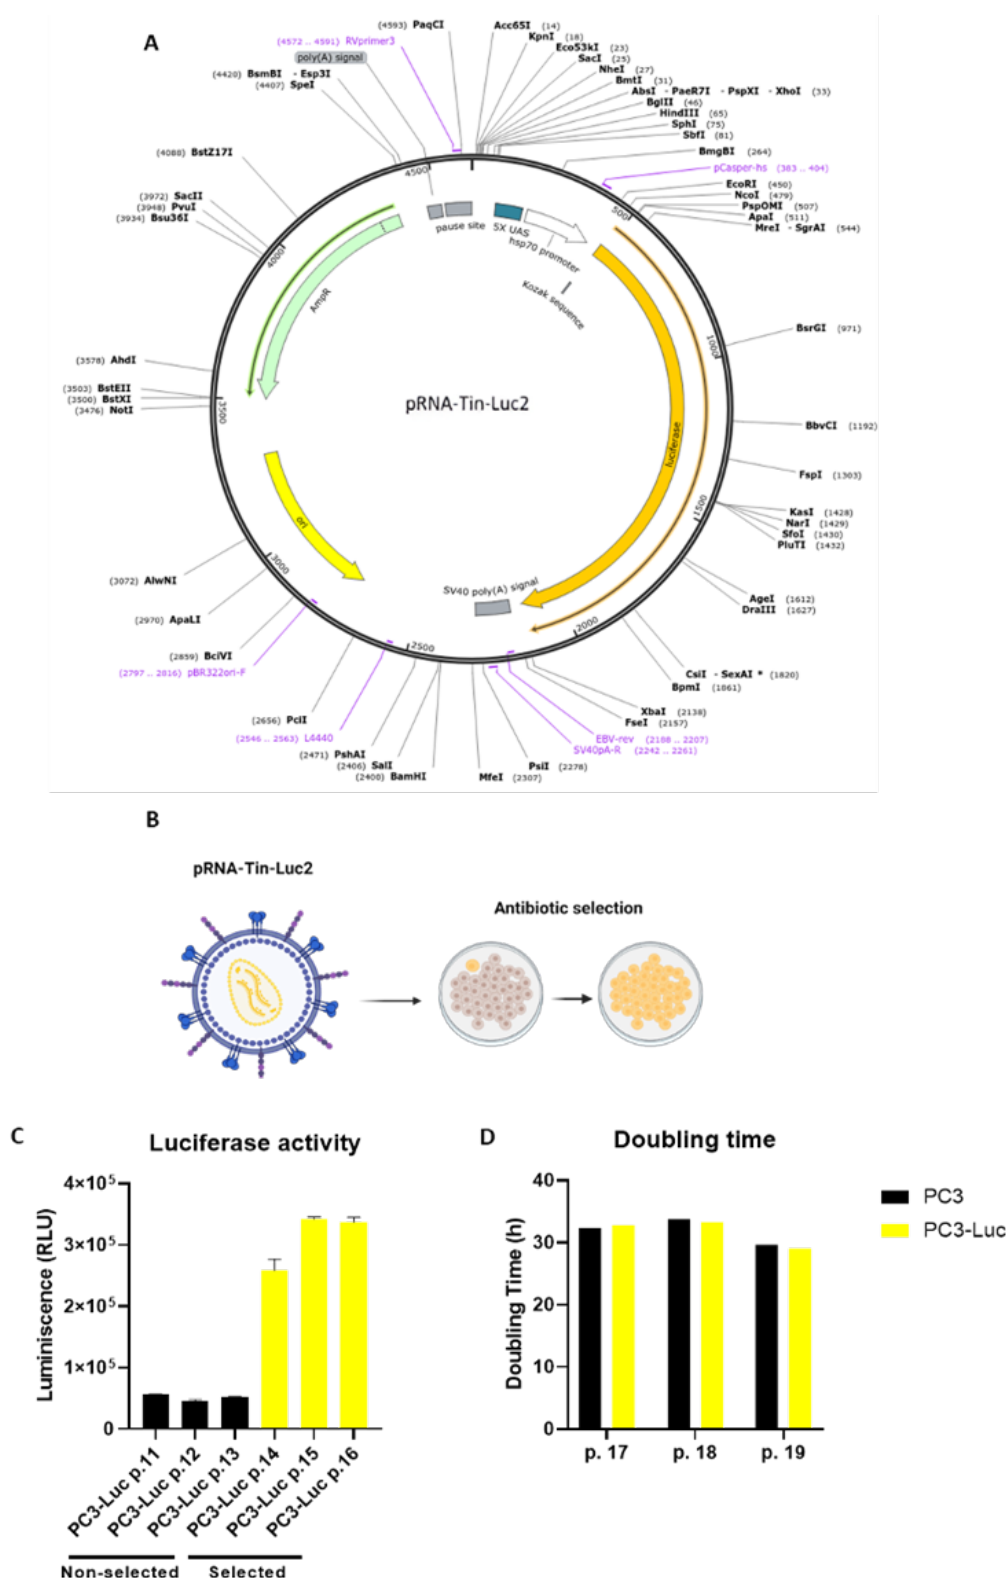 A
(4593) PaqCI
(4572 .. 4591) RVprimer3
poly(A) signal
(4420) BsmBI - Esp3I
(4407) SpeI
(4088) BstZ17I
(3972) SacII
(3948) PvuI
(3934) Bsu36I
(3578) AhdI
(3503) BstEII
(3500) BstXI
(3476) NotI
(3072) AlwNI
(2970) ApaLI
(2859) BciVI
(2797 .. 2816) pBR322ori-F
(2656) PciI
(2546 .. 2563) L4440
(2471) PshAI
(2406) SalI
(2400) BamHI
Acc65I (14)
KpnI (18)
Eco53kI (23)
SacI (25)
NheI (27)
BmtI (31)
AbsI - PaeR7I - PspXI - XhoI (33)
BglII (46)
HindIII (65)
SphI (75)
SbfI (81)
BmgBI (264)
pCasper-hs (383 .. 404)
EcoRI (450)
NcoI (479)
PspOMI (507)
ApaI (511)
MreI - SgrAI (544)
BsrGI (971)
BbvCI (1192)
FspI (1303)
KasI (1428)
NarI (1429)
SfoI (1430)
PluTI (1432)
AgeI (1612)
DraIII (1627)
CsiI - SexAI * (1820)
BpmI (1861)
XbaI (2138)
FseI (2157)
EBV-rev (2188 .. 2207)
SV40pA-R (2242 .. 2261)
PsiI (2278)
MfeI (2307)
4500
500
4000
1000
3500
1500
3000
2500
2000
pause site
5X UAS
hsp70 promoter
Kozak sequence
AmpR
luciferase
ori
SV40 poly(A) signal
pRNA-Tin-Luc2
B
pRNA-Tin-Luc2
Antibiotic selection
C
Luciferase activity
Luminiscence (RLU)
4×10⁵
3×10⁵
2×10⁵
1×10⁵
0
PC3-Luc p.11
PC3-Luc p.12
PC3-Luc p.13
PC3-Luc p.14
PC3-Luc p.15
PC3-Luc p.16
Non-selected
Selected
D
Doubling time
Doubling Time (h)
40
30
20
10
0
p. 17
p. 18
p. 19
PC3
PC3-Luc